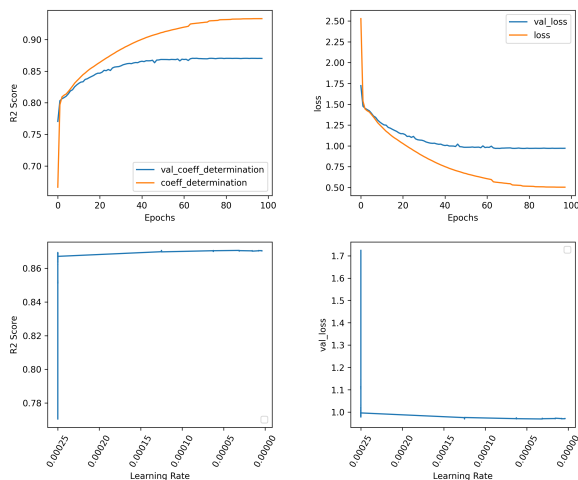 0.90
0.85
0.80
0.75
0.70
R2 Score
val_coeff_determination
coeff_determination
0 20 40 60 80 100
Epochs
2.50
2.25
2.00
1.75
1.50
1.25
1.00
0.75
0.50
loss
val_loss
loss
0 20 40 60 80 100
Epochs
0.86
0.84
0.82
0.80
0.78
R2 Score
0.00025 0.00020 0.00015 0.00010 0.00005 0.00000
Learning Rate
1.7
1.6
1.5
1.4
1.3
1.2
1.1
1.0
val_loss
0.00025 0.00020 0.00015 0.00010 0.00005 0.00000
Learning Rate